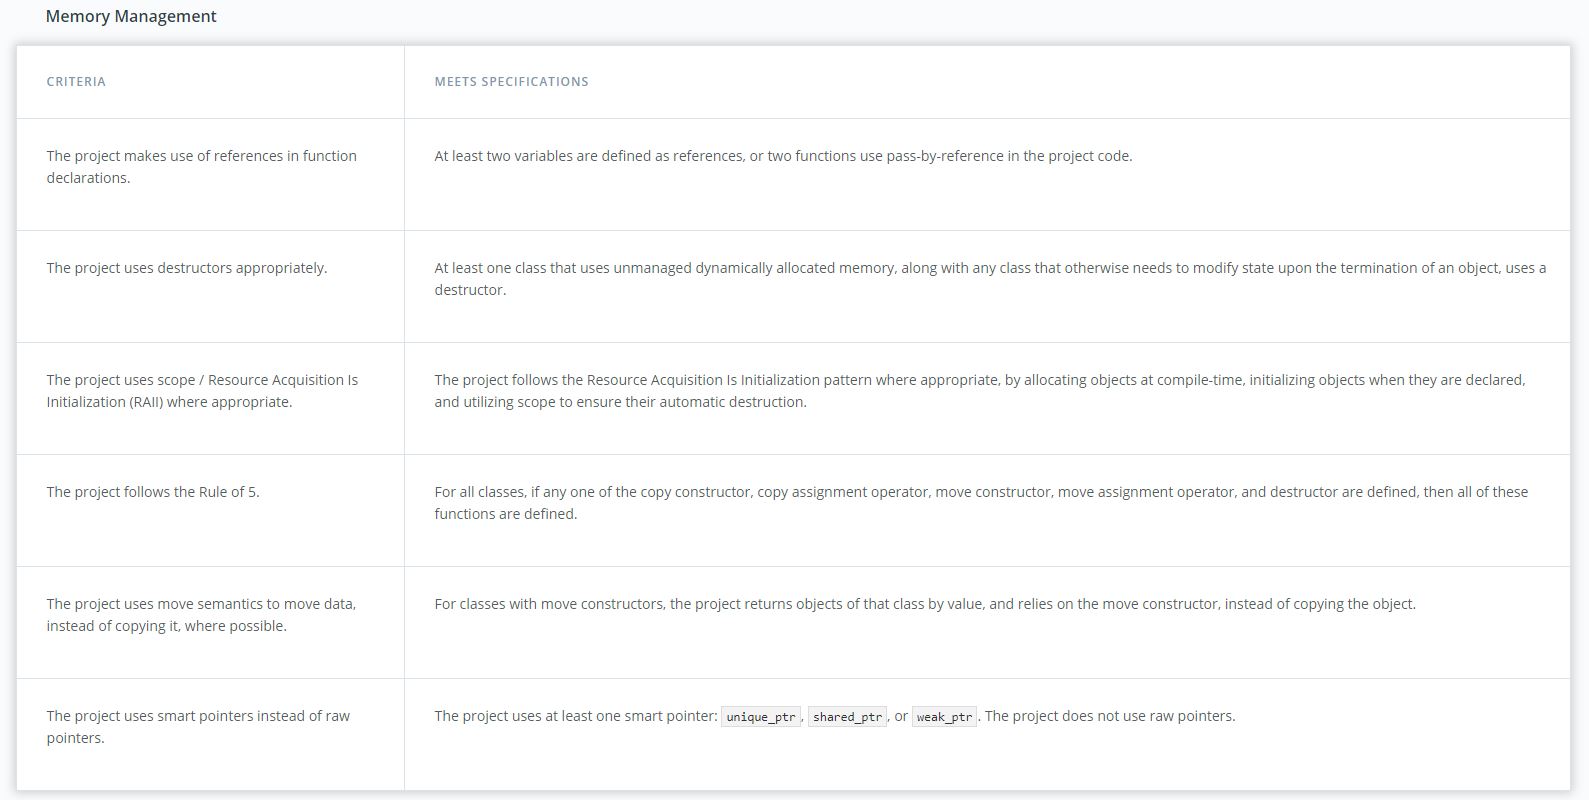 Memory Management
CRITERIA
MEETS SPECIFICATIONS
The project makes use of references in function
declarations.
At least two variables are defined as references, or two functions use pass-by-reference in the project code.
The project uses destructors appropriately.
At least one class that uses unmanaged dynamically allocated memory, along with any class that otherwise needs to modify state upon the termination of an object, uses a
destructor.
The project uses scope / Resource Acquisition Is
Initialization (RAII) where appropriate.
The project follows the Resource Acquisition Is Initialization pattern where appropriate, by allocating objects at compile-time, initializing objects when they are declared,
and utilizing scope to ensure their automatic destruction.
The project follows the Rule of 5.
For all classes, if any one of the copy constructor, copy assignment operator, move constructor, move assignment operator, and destructor are defined, then all of these
functions are defined.
The project uses move semantics to move data,
instead of copying it, where possible.
For classes with move constructors, the project returns objects of that class by value, and relies on the move constructor, instead of copying the object.
The project uses smart pointers instead of raw
pointers.
The project uses at least one smart pointer: unique_ptr, shared_ptr, or weak_ptr. The project does not use raw pointers.